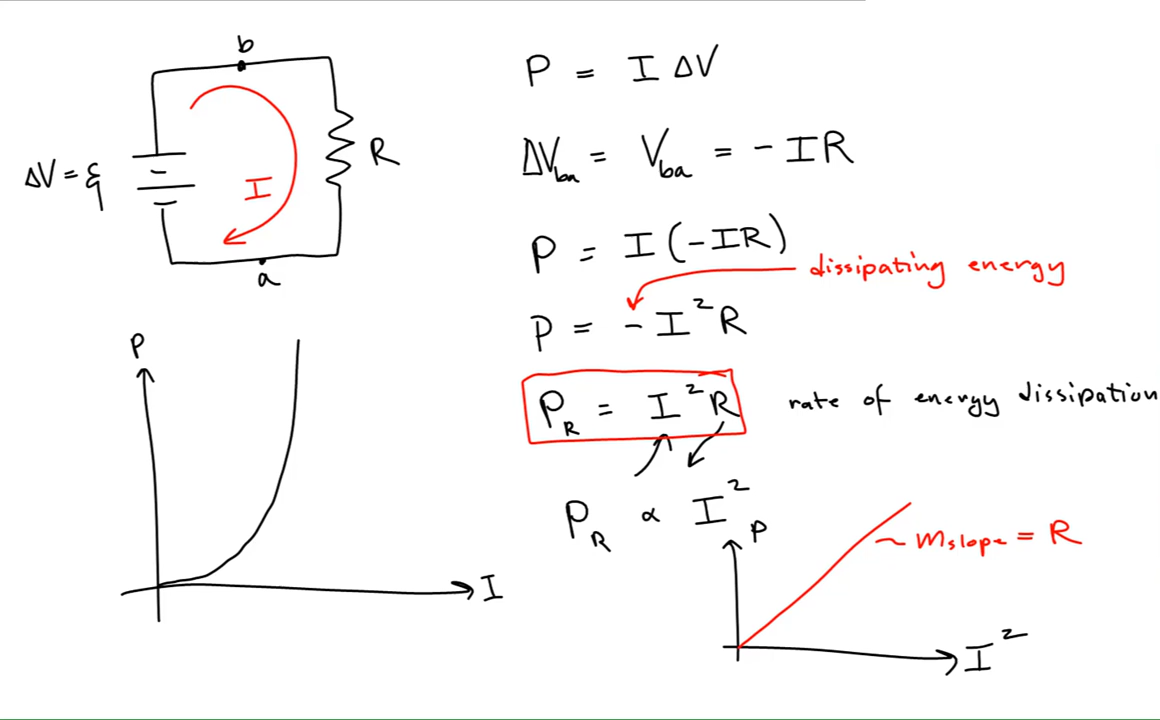 b
ΔV = ℰ
R
I
a
P = I ΔV
ΔV_ba = V_ba = - IR
P = I (-IR)
dissipating energy
P = - I²R
P_R = I²R
rate of energy dissipation
P_R ∝ I²
P
I
P
m_slope = R
I²